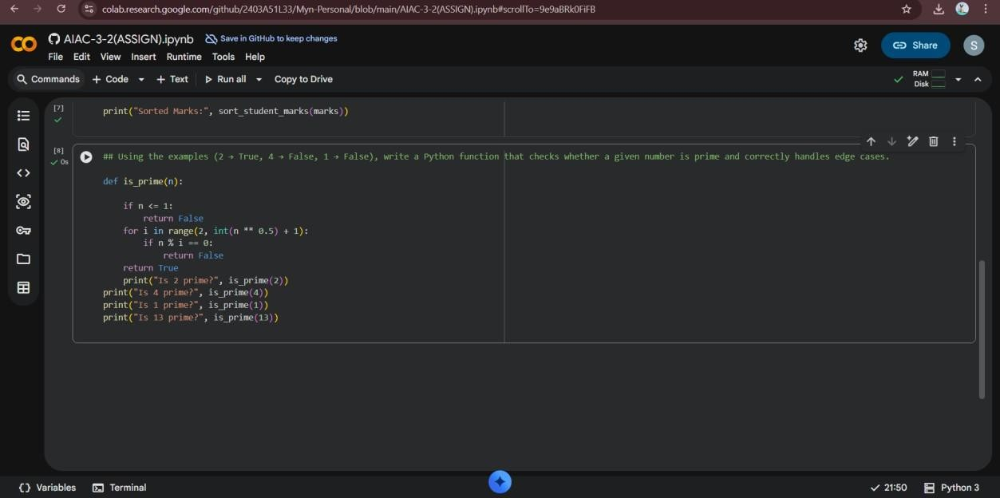 colab.research.google.com/github/2403A51L33/Myn-Personal/blob/main/AIAC-3-2(ASSIGN).ipynb#scrollTo=9e9aBRk0FiFB
AIAC-3-2(ASSIGN).ipynb Save in GitHub to keep changes
File Edit View Insert Runtime Tools Help
Share
S
Commands + Code + Text Run all Copy to Drive
RAM
Disk
[7]
print("Sorted Marks:", sort_student_marks(marks))
[8]
0s
## Using the examples (2 → True, 4 → False, 1 → False), write a Python function that checks whether a given number is prime and correctly handles edge cases.
def is_prime(n):
if n <= 1:
return False
for i in range(2, int(n ** 0.5) + 1):
if n % i == 0:
return False
return True
print("Is 2 prime?", is_prime(2))
print("Is 4 prime?", is_prime(4))
print("Is 1 prime?", is_prime(1))
print("Is 13 prime?", is_prime(13))
{} Variables Terminal
21:50 Python 3